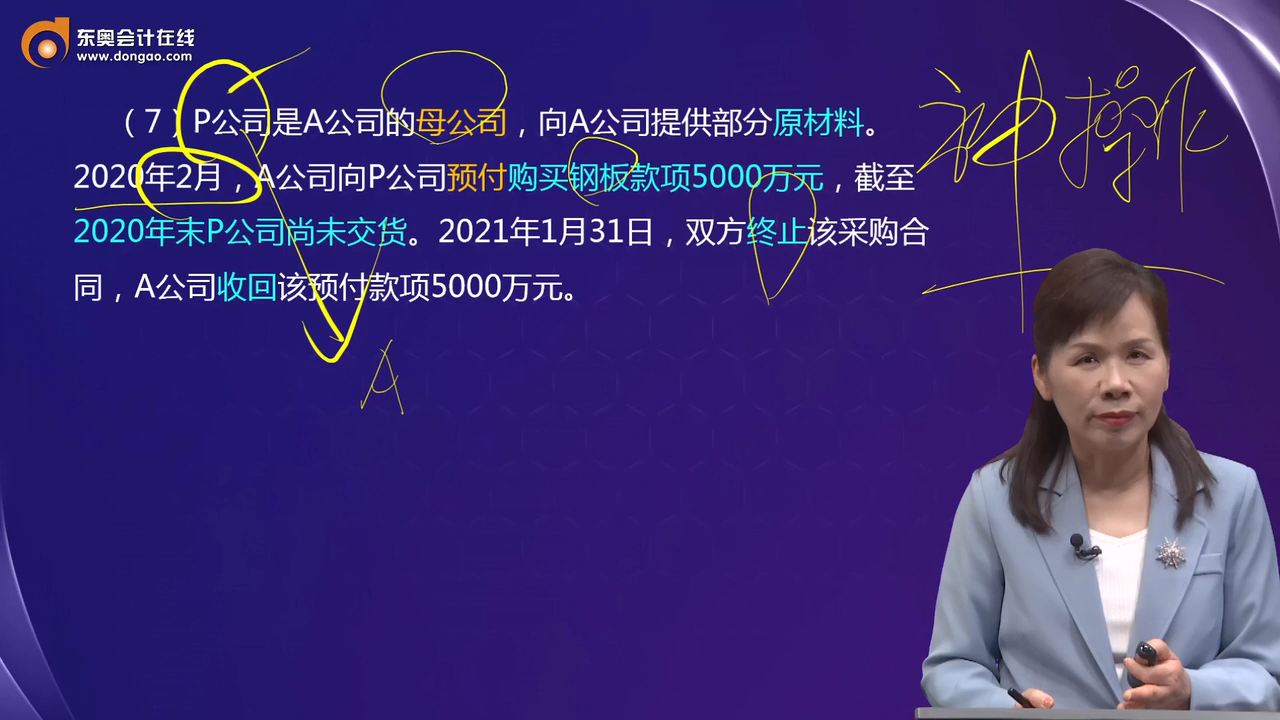 东奥会计在线
www.dongao.com
（7）P公司是A公司的母公司，向A公司提供部分原材料。
2020年2月，A公司向P公司预付购买钢板款项5000万元，截至
2020年末P公司尚未交货。2021年1月31日，双方终止该采购合
同，A公司收回该预付款项5000万元。
神操作
A